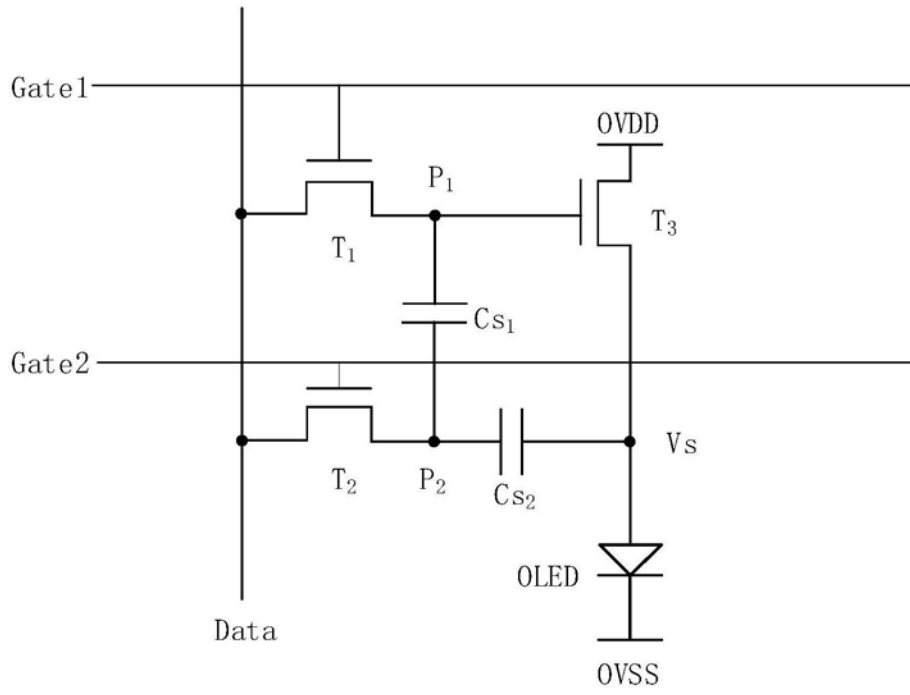 Gate1
OVDD
P₁
T₃
T₁
Cs₁
Gate2
Vs
T₂
P₂
Cs₂
OLED
Data
OVSS